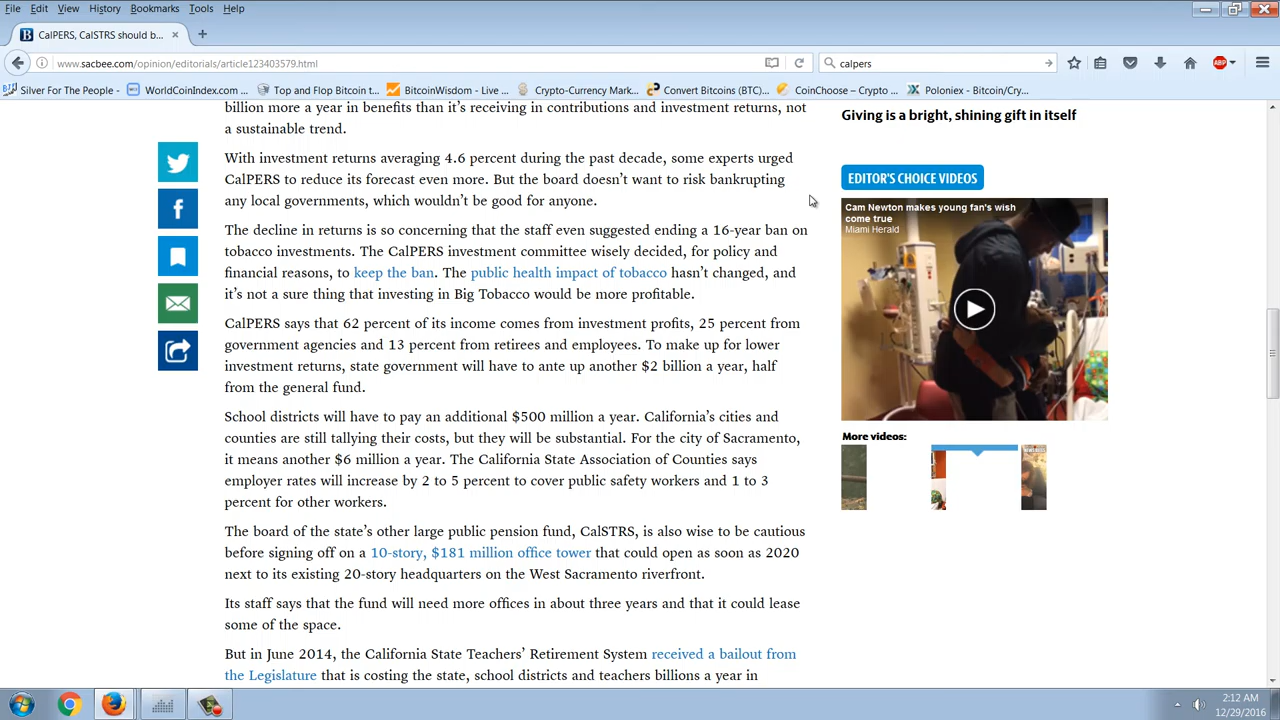 File Edit View History Bookmarks Tools Help
CalPERS, CalSTRS should b...
www.sacbee.com/opinion/editorials/article123403579.html
calpers
ABP
Silver For The People - WorldCoinIndex.com ... Top and Flop Bitcoin t... BitcoinWisdom - Live ... Crypto-Currency Mark... Convert Bitcoins (BTC)... CoinChoose – Crypto ... Poloniex - Bitcoin/Cry...
billion more a year in benefits than it’s receiving in contributions and investment returns, not
a sustainable trend.
With investment returns averaging 4.6 percent during the past decade, some experts urged
CalPERS to reduce its forecast even more. But the board doesn’t want to risk bankrupting
any local governments, which wouldn’t be good for anyone.
The decline in returns is so concerning that the staff even suggested ending a 16-year ban on
tobacco investments. The CalPERS investment committee wisely decided, for policy and
financial reasons, to keep the ban. The public health impact of tobacco hasn’t changed, and
it’s not a sure thing that investing in Big Tobacco would be more profitable.
CalPERS says that 62 percent of its income comes from investment profits, 25 percent from
government agencies and 13 percent from retirees and employees. To make up for lower
investment returns, state government will have to ante up another $2 billion a year, half
from the general fund.
School districts will have to pay an additional $500 million a year. California’s cities and
counties are still tallying their costs, but they will be substantial. For the city of Sacramento,
it means another $6 million a year. The California State Association of Counties says
employer rates will increase by 2 to 5 percent to cover public safety workers and 1 to 3
percent for other workers.
The board of the state’s other large public pension fund, CalSTRS, is also wise to be cautious
before signing off on a 10-story, $181 million office tower that could open as soon as 2020
next to its existing 20-story headquarters on the West Sacramento riverfront.
Its staff says that the fund will need more offices in about three years and that it could lease
some of the space.
But in June 2014, the California State Teachers’ Retirement System received a bailout from
the Legislature that is costing the state, school districts and teachers billions a year in
Giving is a bright, shining gift in itself
EDITOR'S CHOICE VIDEOS
Cam Newton makes young fan's wish
come true
Miami Herald
More videos:
2:12 AM
12/29/2016